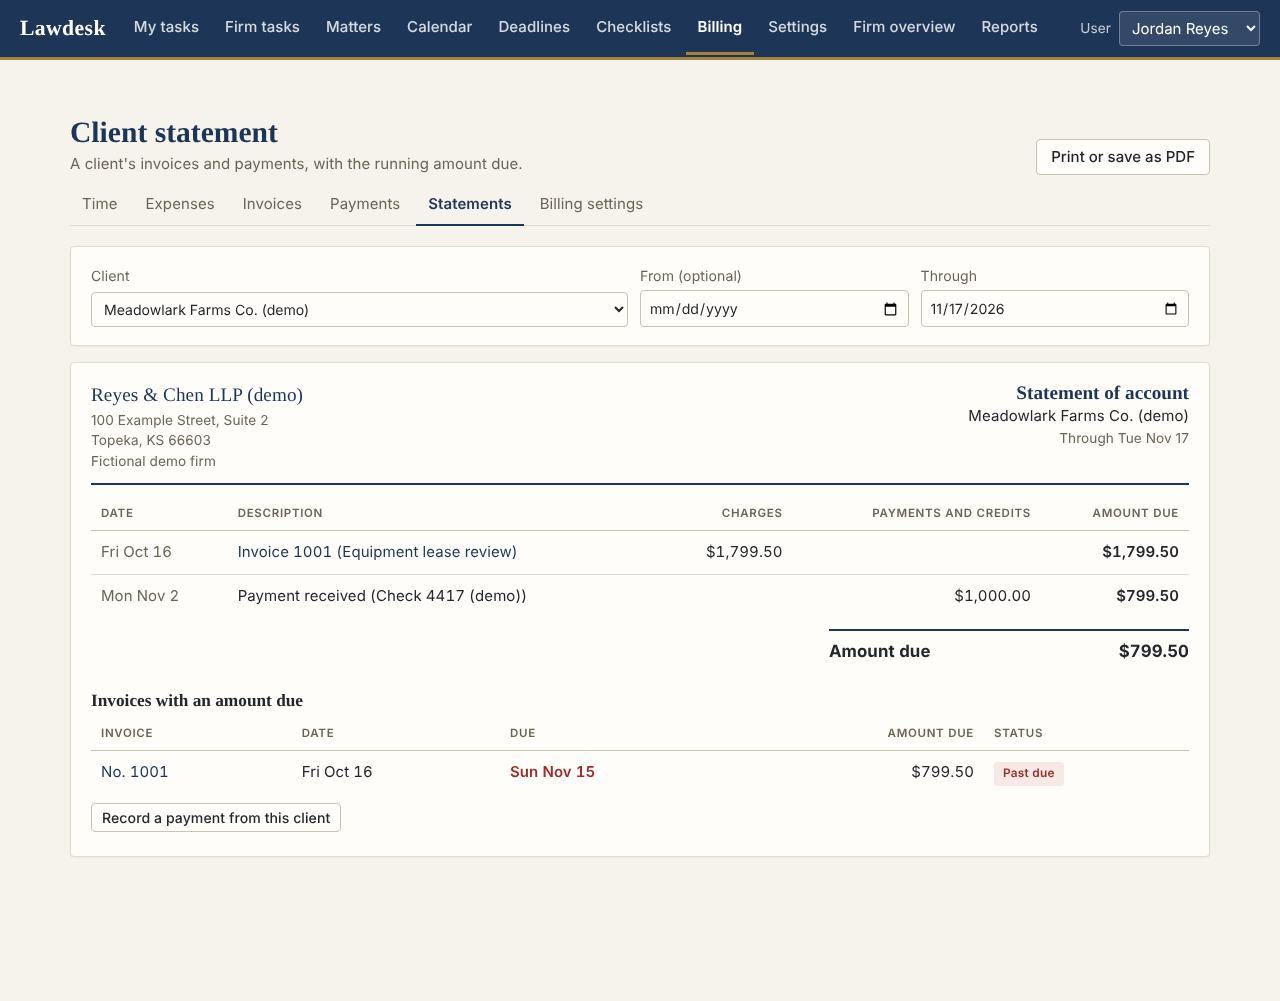 Lawdesk My tasks Firm tasks Matters Calendar Deadlines Checklists Billing Settings Firm overview Reports User Jordan Reyes
Client statement
A client's invoices and payments, with the running amount due.
Print or save as PDF
Time Expenses Invoices Payments Statements Billing settings
Client From (optional) Through
Meadowlark Farms Co. (demo) mm/dd/yyyy 11/17/2026
Reyes & Chen LLP (demo)
100 Example Street, Suite 2
Topeka, KS 66603
Fictional demo firm
Statement of account
Meadowlark Farms Co. (demo)
Through Tue Nov 17
DATE DESCRIPTION CHARGES PAYMENTS AND CREDITS AMOUNT DUE
Fri Oct 16 Invoice 1001 (Equipment lease review) $1,799.50 $1,799.50
Mon Nov 2 Payment received (Check 4417 (demo)) $1,000.00 $799.50
Amount due $799.50
Invoices with an amount due
INVOICE DATE DUE AMOUNT DUE STATUS
No. 1001 Fri Oct 16 Sun Nov 15 $799.50 Past due
Record a payment from this client